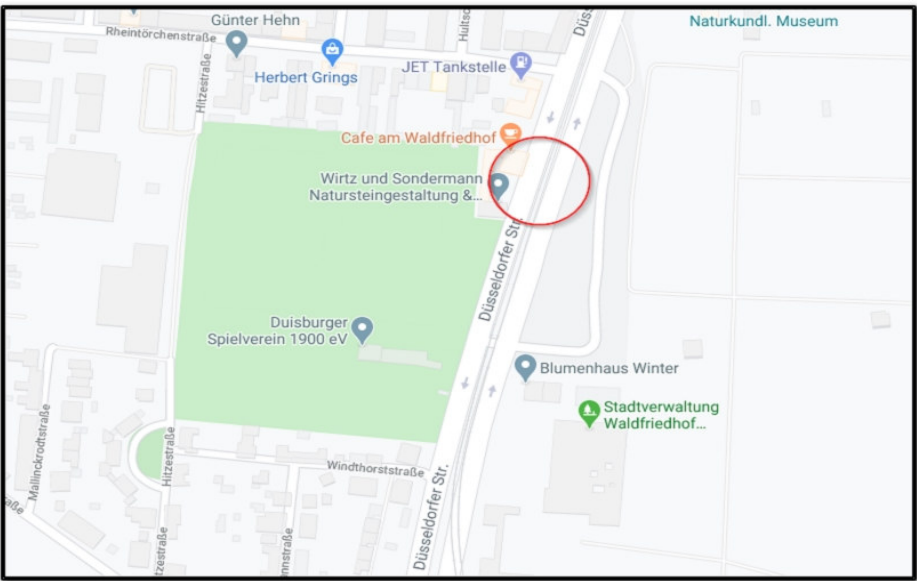 Günter Hehn
Rheintörchenstraße
Hitzestraße
Herbert Grings
JET Tankstelle
Naturkundl. Museum
Cafe am Waldfriedhof
Wirtz und Sondermann
Natursteingestaltung &...
Düsseldorfer Str.
Duisburger
Spielverein 1900 eV
Blumenhaus Winter
Stadtverwaltung
Waldfriedhof...
Mallinckrodtstraße
Hitzestraße
Windthorststraße
Düsseldorfer Str.